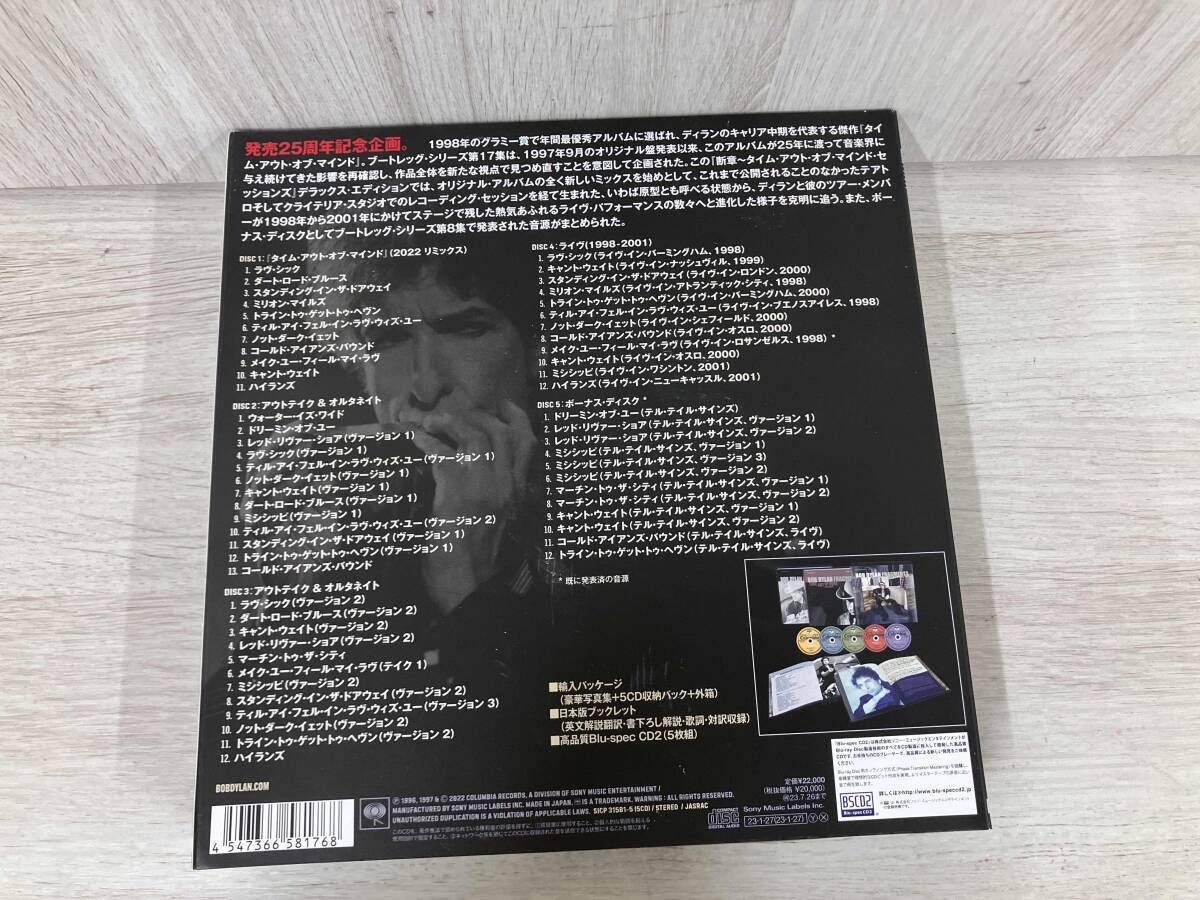 発売25周年記念企画。 1998年のグラミー賞で年間最優秀アルバムに選ばれ、ディランのキャリア中期を代表する傑作『タイ
ム・アウト・オブ・マインド』。ブートレッグ・シリーズ第17集は、1997年9月のオリジナル盤発表以来、このアルバムが25年に渡って音楽界に
与え続けてきた影響を再確認し、作品全体を新たな視点で見つめ直すことを意図して企画された。この『断章~タイム・アウト・オブ・マインド・セ
ッションズ』デラックス・エディションでは、オリジナル・アルバムの全く新しいミックスを始めとして、これまで公開されることのなかったテアト
ロそしてクライテリア・スタジオでのレコーディング・セッションを経て生まれた、いわば原型とも呼べる状態から、ディランと彼のツアー・メンバ
ーが1998年から2001年にかけてステージで残した熱気あふれるライヴ・パフォーマンスの数々へと進化した様子を克明に追う。また、ボー
ナス・ディスクとしてブートレッグ・シリーズ第8集で発表された音源がまとめられた。
DISC 1:『タイム・アウト・オブ・マインド』(2022 リミックス)
1. ラヴ・シック
2. ダート・ロード・ブルース
3. スタンディング・イン・ザ・ドアウェイ
4. ミリオン・マイルズ
5. トライン・トゥ・ゲット・トゥ・ヘヴン
6. ティル・アイ・フェル・イン・ラヴ・ウィズ・ユー
7. ノット・ダーク・イェット
8. コールド・アイアンズ・バウンド
9. メイク・ユー・フィール・マイ・ラヴ
10. キャント・ウェイト
11. ハイランズ
DISC 2:アウトテイク & オルタネイト
1. ウォーター・イズ・ワイド
2. ドリーミン・オブ・ユー
3. レッド・リヴァー・ショア(ヴァージョン 1)
4. ラヴ・シック(ヴァージョン 1)
5. ティル・アイ・フェル・イン・ラヴ・ウィズ・ユー(ヴァージョン 1)
6. ノット・ダーク・イェット(ヴァージョン 1)
7. キャント・ウェイト(ヴァージョン 1)
8. ダート・ロード・ブルース(ヴァージョン 1)
9. ミシシッピ(ヴァージョン 1)
10. ティル・アイ・フェル・イン・ラヴ・ウィズ・ユー(ヴァージョン 2)
11. スタンディング・イン・ザ・ドアウェイ(ヴァージョン 1)
12. トライン・トゥ・ゲット・トゥ・ヘヴン(ヴァージョン 1)
13. コールド・アイアンズ・バウンド
DISC 3:アウトテイク & オルタネイト
1. ラヴ・シック(ヴァージョン 2)
2. ダート・ロード・ブルース(ヴァージョン 2)
3. キャント・ウェイト(ヴァージョン 2)
4. レッド・リヴァー・ショア(ヴァージョン 2)
5. マーチン・トゥ・ザ・シティ
6. メイク・ユー・フィール・マイ・ラヴ(テイク 1)
7. ミシシッピ(ヴァージョン 2)
8. スタンディング・イン・ザ・ドアウェイ(ヴァージョン 2)
9. ティル・アイ・フェル・イン・ラヴ・ウィズ・ユー(ヴァージョン 3)
10. ノット・ダーク・イェット(ヴァージョン 2)
11. トライン・トゥ・ゲット・トゥ・ヘヴン(ヴァージョン 2)
12. ハイランズ
DISC 4:ライヴ(1998-2001)
1. ラヴ・シック(ライヴ・イン・バーミングハム、1998)
2. キャント・ウェイト(ライヴ・イン・ナッシュヴィル、1999)
3. スタンディング・イン・ザ・ドアウェイ(ライヴ・イン・ロンドン、2000)
4. ミリオン・マイルズ(ライヴ・イン・アトランティック・シティ、1998)
5. トライン・トゥ・ゲット・トゥ・ヘヴン(ライヴ・イン・バーミングハム、2000)
6. ティル・アイ・フェル・イン・ラヴ・ウィズ・ユー(ライヴ・イン・ブエノスアイレス、1998)
7. ノット・ダーク・イェット(ライヴ・イン・シェフィールド、2000)
8. コールド・アイアンズ・バウンド(ライヴ・イン・オスロ、2000)
9. メイク・ユー・フィール・マイ・ラヴ(ライヴ・イン・ロサンゼルス、1998) *
10. キャント・ウェイト(ライヴ・イン・オスロ、2000)
11. ミシシッピ(ライヴ・イン・ワシントン、2001)
12. ハイランズ(ライヴ・イン・ニューキャッスル、2001)
DISC 5:ボーナス・ディスク *
1. ドリーミン・オブ・ユー(テル・テイル・サインズ)
2. レッド・リヴァー・ショア(テル・テイル・サインズ、ヴァージョン 1)
3. レッド・リヴァー・ショア(テル・テイル・サインズ、ヴァージョン 2)
4. ミシシッピ(テル・テイル・サインズ、ヴァージョン 1)
5. ミシシッピ(テル・テイル・サインズ、ヴァージョン 3)
6. ミシシッピ(テル・テイル・サインズ、ヴァージョン 2)
7. マーチン・トゥ・ザ・シティ(テル・テイル・サインズ、ヴァージョン 1)
8. マーチン・トゥ・ザ・シティ(テル・テイル・サインズ、ヴァージョン 2)
9. キャント・ウェイト(テル・テイル・サインズ、ヴァージョン 1)
10. キャント・ウェイト(テル・テイル・サインズ、ヴァージョン 2)
11. コールド・アイアンズ・バウンド(テル・テイル・サインズ、ライヴ)
12. トライン・トゥ・ゲット・トゥ・ヘヴン(テル・テイル・サインズ、ライヴ)
* 既に発表済の音源
■輸入パッケージ
(豪華写真集+5CD収納パック+外箱)
■日本版ブックレット
(英文解説翻訳・書下ろし解説・歌詞・対訳収録)
■高品質Blu-spec CD2(5枚組)
BOBDYLAN.COM
4 547366 581768
℗ 1996, 1997 & © 2022 COLUMBIA RECORDS, A DIVISION OF SONY MUSIC ENTERTAINMENT /
MANUFACTURED BY SONY MUSIC LABELS INC. MADE IN JAPAN. IS A TRADEMARK. WARNING: ALL RIGHTS RESERVED.
UNAUTHORIZED DUPLICATION IS A VIOLATION OF APPLICABLE LAWS. SICP 31581-5 (5CD) / STEREO / JASRAC
定価¥22,000
(税抜価格 ¥20,000)
23.7.26まで
Sony Music Labels Inc.
COMPACT
disc
DIGITAL AUDIO
23・1・27(23・1・27) Ⓨ Ⓧ
BSCD2
Blu-spec CD2
詳しくは≫http://www.blu-speccd2.jp